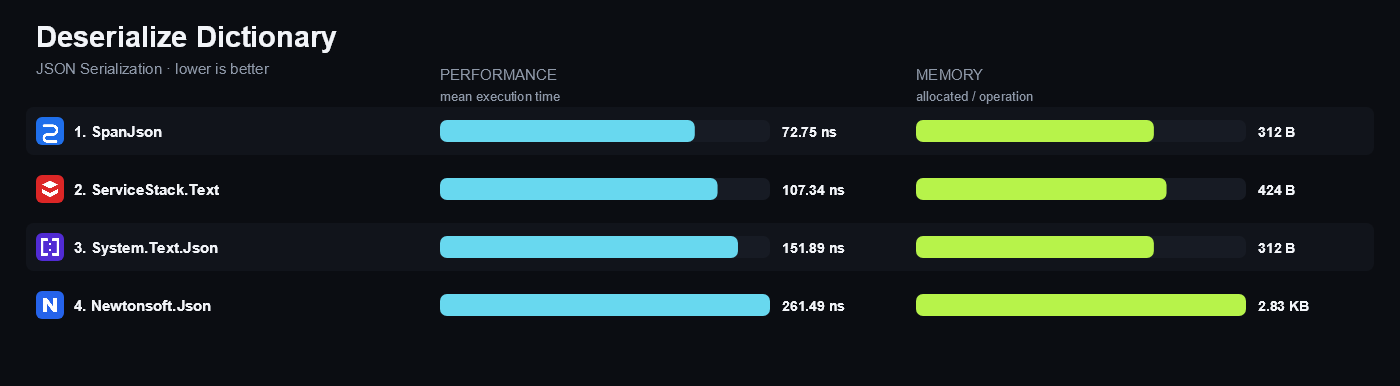 Deserialize Dictionary
JSON Serialization · lower is better
PERFORMANCE
mean execution time
MEMORY
allocated / operation
1. SpanJson
72.75 ns
312 B
2. ServiceStack.Text
107.34 ns
424 B
3. System.Text.Json
151.89 ns
312 B
N
4. Newtonsoft.Json
261.49 ns
2.83 KB